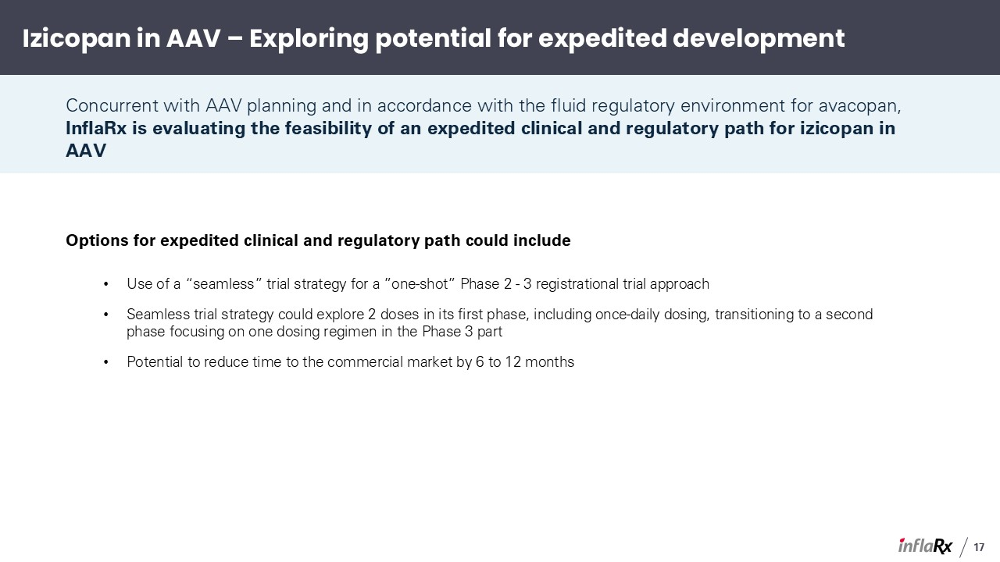 Izicopan in AAV – Exploring potential for expedited development
Concurrent with AAV planning and in accordance with the fluid regulatory environment for avacopan,
InflaRx is evaluating the feasibility of an expedited clinical and regulatory path for izicopan in
AAV
Options for expedited clinical and regulatory path could include
• Use of a “seamless” trial strategy for a ”one-shot” Phase 2 - 3 registrational trial approach
• Seamless trial strategy could explore 2 doses in its first phase, including once-daily dosing, transitioning to a second
phase focusing on one dosing regimen in the Phase 3 part
• Potential to reduce time to the commercial market by 6 to 12 months
inflaRx / 17